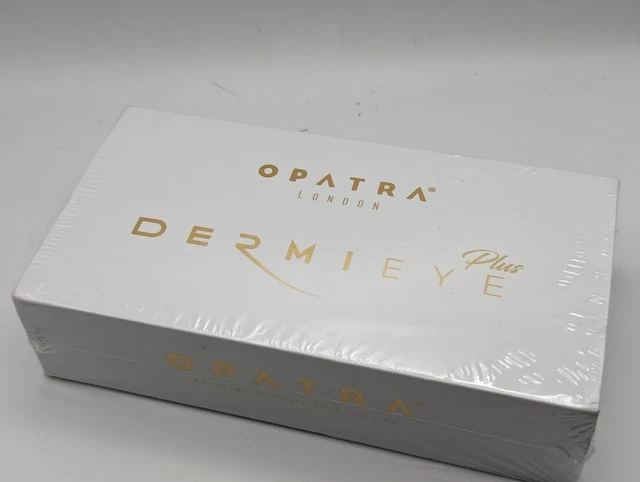 OPATRA®
LONDON
DERMIEYE Plus
OPATRA